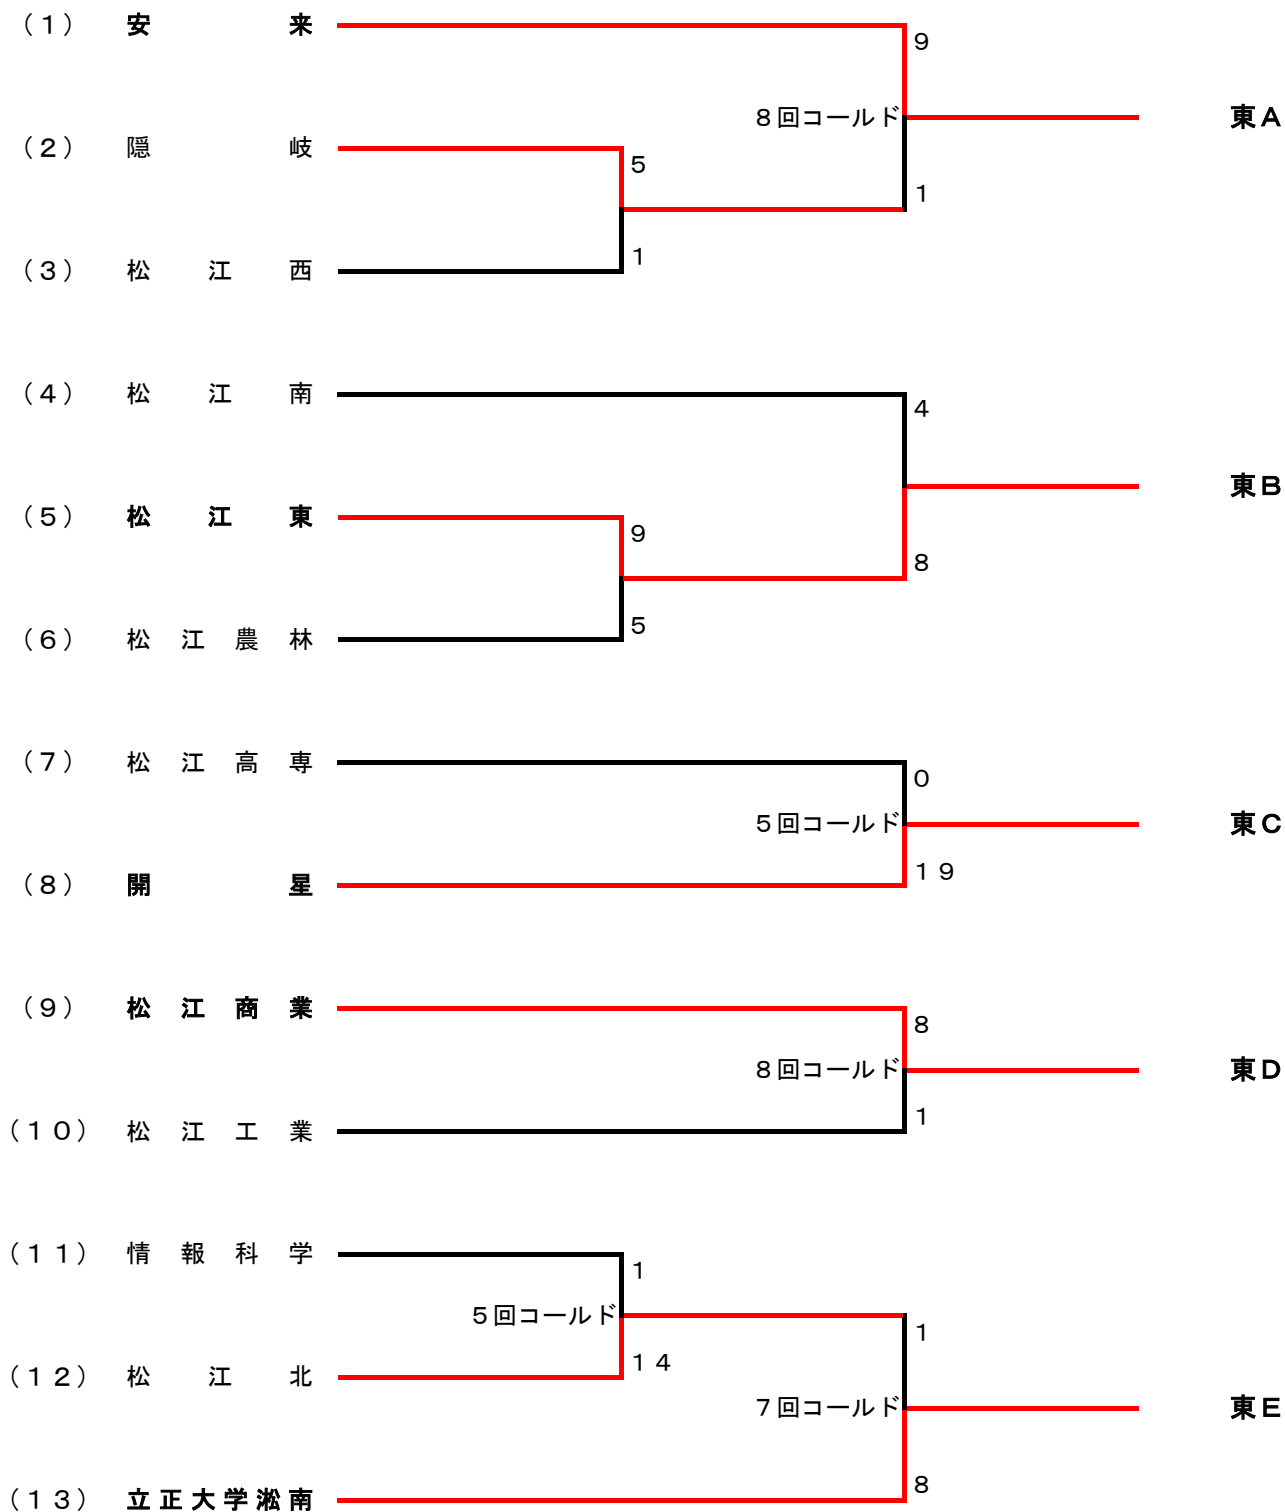 （１） 安来
９
８回コールド 東Ａ
（２） 隠岐
５
１
１
（３） 松江西
（４） 松江南
４
東Ｂ
（５） 松江東
９
８
５
（６） 松江農林
（７） 松江高専
０
５回コールド 東Ｃ
１９
（８） 開星
（９） 松江商業
８
８回コールド 東Ｄ
１
（１０） 松江工業
（１１） 情報科学
１
５回コールド
１
１４
（１２） 松江北
７回コールド 東Ｅ
８
（１３） 立正大学淞南